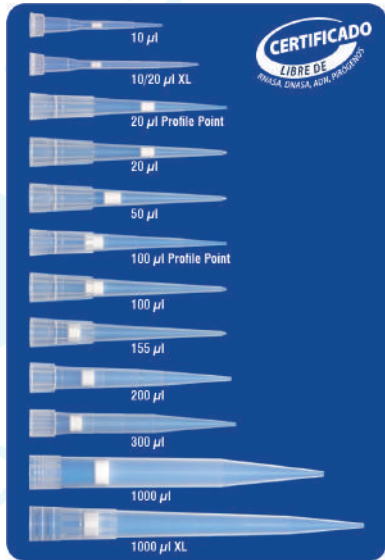 10 µl
CERTIFICADO
LIBRE DE
RNASA, DNASA, ADN, PIRÓGENOS
10/20 µl XL
20 µl Profile Point
20 µl
50 µl
100 µl Profile Point
100 µl
155 µl
200 µl
300 µl
1000 µl
1000 µl XL